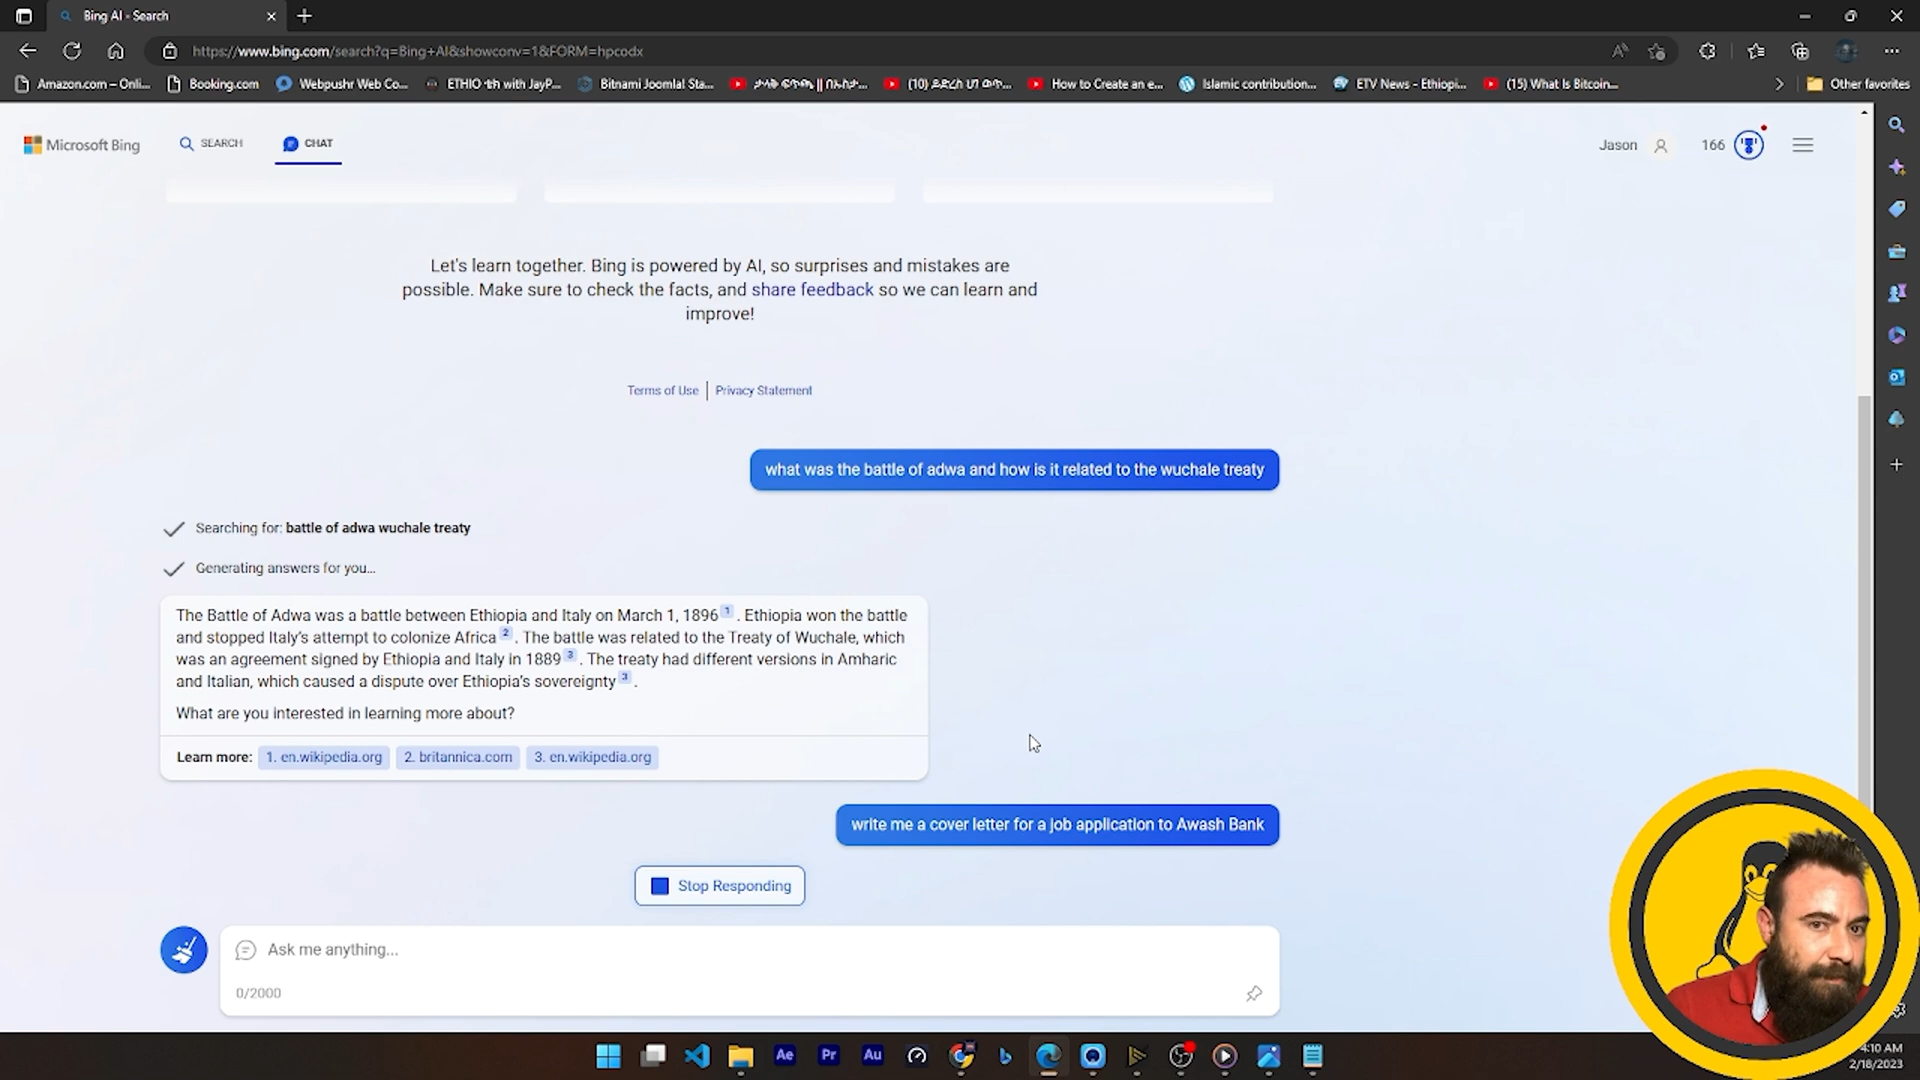 Bing AI - Search
https://www.bing.com/search?q=Bing+AI&showconv=1&FORM=hpcodx
Amazon.com – Onli...
Booking.com
Webpushr Web Co...
ETHIO ቴክ with JayP...
Bitnami Joomla! Sta...
How to Create an e...
Islamic contribution...
ETV News - Ethiopi...
(15) What Is Bitcoin...
Other favorites
Microsoft Bing
SEARCH
CHAT
Jason
166
Let's learn together. Bing is powered by AI, so surprises and mistakes are
possible. Make sure to check the facts, and share feedback so we can learn and
improve!
Terms of Use | Privacy Statement
what was the battle of adwa and how is it related to the wuchale treaty
Searching for: battle of adwa wuchale treaty
Generating answers for you...
The Battle of Adwa was a battle between Ethiopia and Italy on March 1, 1896 1 . Ethiopia won the battle
and stopped Italy's attempt to colonize Africa 2 . The battle was related to the Treaty of Wuchale, which
was an agreement signed by Ethiopia and Italy in 1889 3 . The treaty had different versions in Amharic
and Italian, which caused a dispute over Ethiopia's sovereignty 3 .
What are you interested in learning more about?
Learn more: 1. en.wikipedia.org 2. britannica.com 3. en.wikipedia.org
write me a cover letter for a job application to Awash Bank
Stop Responding
Ask me anything...
0/2000
Ae
Pr
Au
4:10 AM
2/18/2023